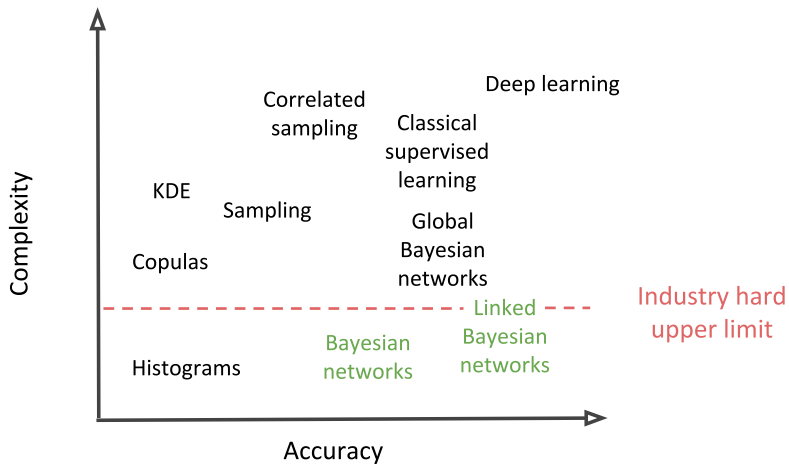 Deep learning
Correlated
sampling
Classical
supervised
learning
KDE
Sampling
Global
Bayesian
networks
Copulas
Complexity
Industry hard
upper limit
Linked
Bayesian
networks
Bayesian
networks
Histograms
Accuracy